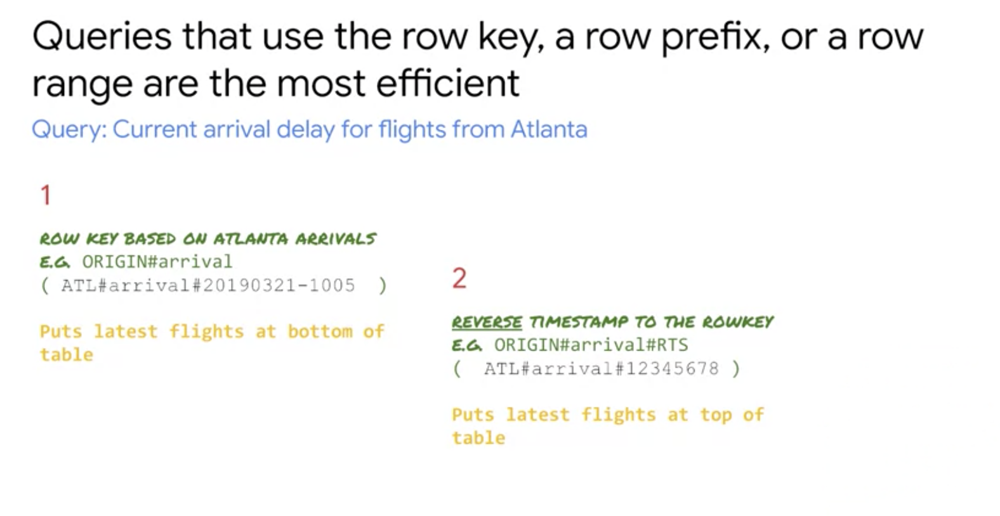 Queries that use the row key, a row prefix, or a row
range are the most efficient
Query: Current arrival delay for flights from Atlanta
1
ROW KEY BASED ON ATLANTA ARRIVALS
E.G. ORIGIN#arrival
( ATL#arrival#20190321-1005 )
Puts latest flights at bottom of
table
2
REVERSE TIMESTAMP TO THE ROWKEY
E.G. ORIGIN#arrival#RTS
( ATL#arrival#12345678 )
Puts latest flights at top of
table